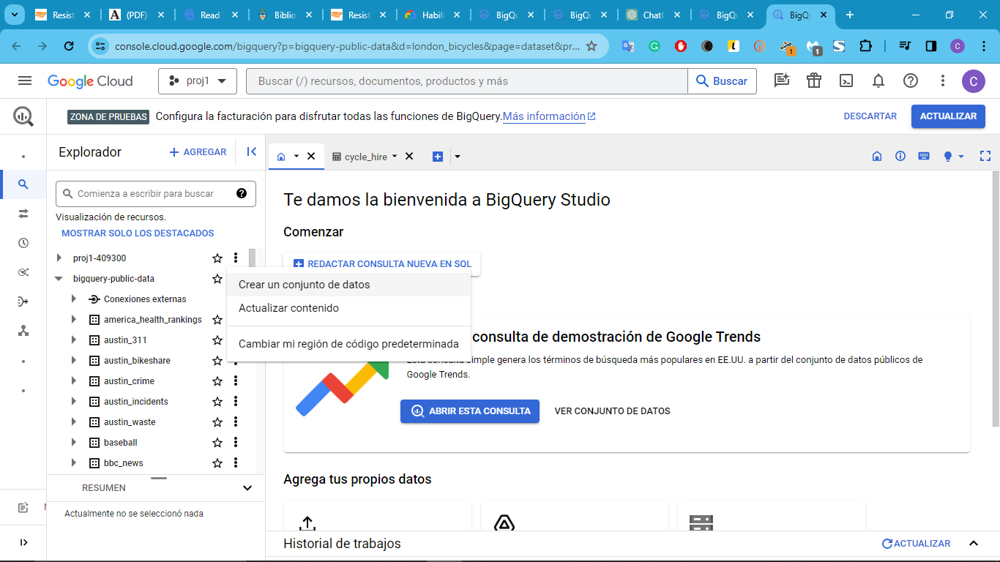 Resist
(PDF)
Read
Biblio
Resist
Habili
BigQu
BigQu
ChatG
BigQu
BigQu
console.cloud.google.com/bigquery?p=bigquery-public-data&d=london_bicycles&page=dataset&pr...
1
1
C
Google Cloud
proj1
Buscar (/) recursos, documentos, productos y más
Buscar
C
ZONA DE PRUEBAS Configura la facturación para disfrutar todas las funciones de BigQuery. Más información
DESCARTAR
ACTUALIZAR
Explorador
AGREGAR
cycle_hire
Comienza a escribir para buscar
Visualización de recursos.
MOSTRAR SOLO LOS DESTACADOS
proj1-409300
bigquery-public-data
Conexiones externas
america_health_rankings
austin_311
austin_bikeshare
austin_crime
austin_incidents
austin_waste
baseball
bbc_news
RESUMEN
Actualmente no se seleccionó nada
Crear un conjunto de datos
Actualizar contenido
Cambiar mi región de código predeterminada
Te damos la bienvenida a BigQuery Studio
Comenzar
REDACTAR CONSULTA NUEVA EN SQL
consulta de demostración de Google Trends
Esta consulta simple genera los términos de búsqueda más populares en EE.UU. a partir del conjunto de datos públicos de
Google Trends.
ABRIR ESTA CONSULTA
VER CONJUNTO DE DATOS
Agrega tus propios datos
Historial de trabajos
ACTUALIZAR